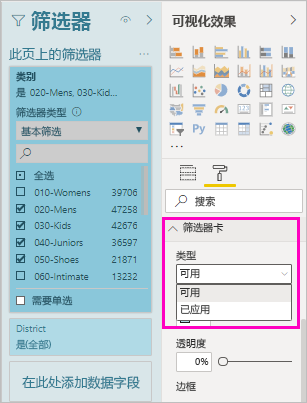 筛选器
此页上的筛选器
...
类别
是 020-Mens, 030-Kid...
筛选器类型
基本筛选
全选
010-Womens 39706
020-Mens 47258
030-Kids 42676
040-Juniors 36597
050-Shoes 21871
060-Intimate 13232
需要单选
District
是(全部)
在此处添加数据字段
可视化效果
R
Py
...
搜索
筛选器卡
类型
可用
可用
已应用
透明度
0%
边框